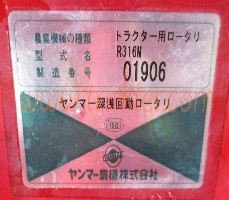 農業機械の種類 トラクター用ロータリ
型式名 R316N
製造番号 01906
ヤンマー深浅回動ロータリ
ヤンマー農機株式会社